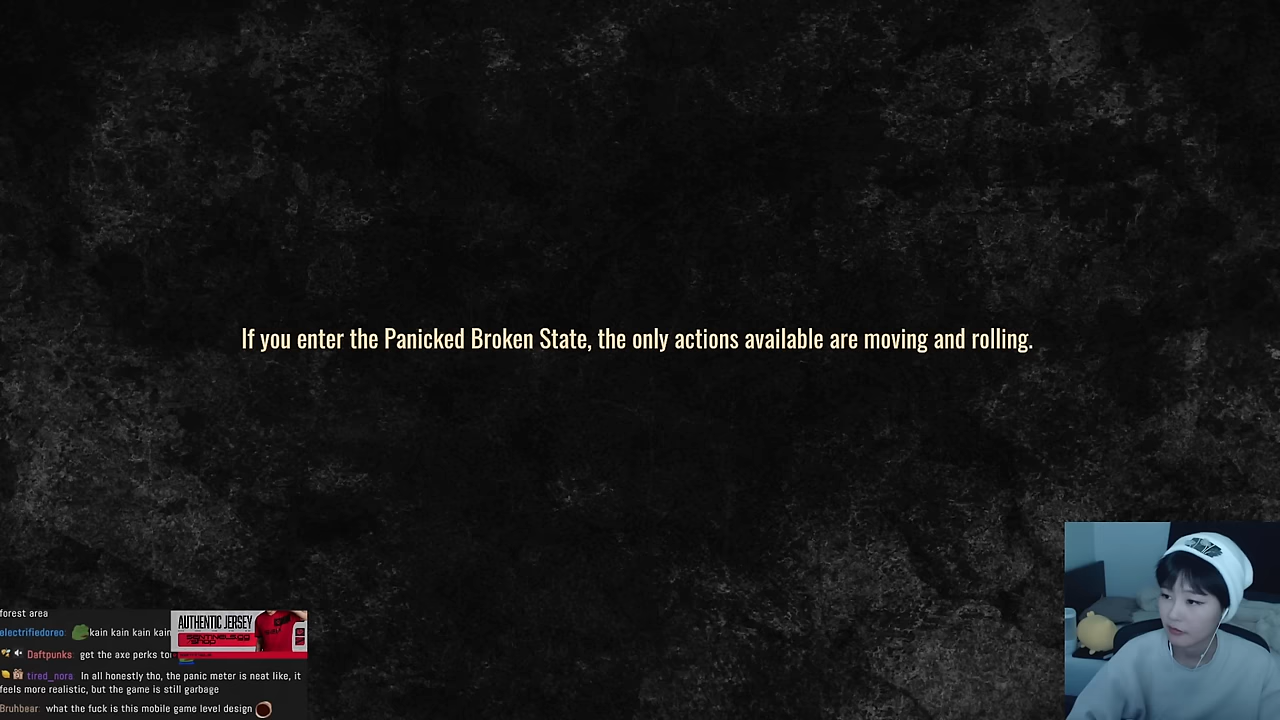 If you enter the Panicked Broken State, the only actions available are moving and rolling.
forest area
electrifiedoreo: kain kain kain kain
AUTHENTIC JERSEY
Daftpunks: get the axe perks
tired_nora: In all honestly tho, the panic meter is neat like, it
feels more realistic, but the game is still garbage
Bruhbear: what the fuck is this mobile game level design